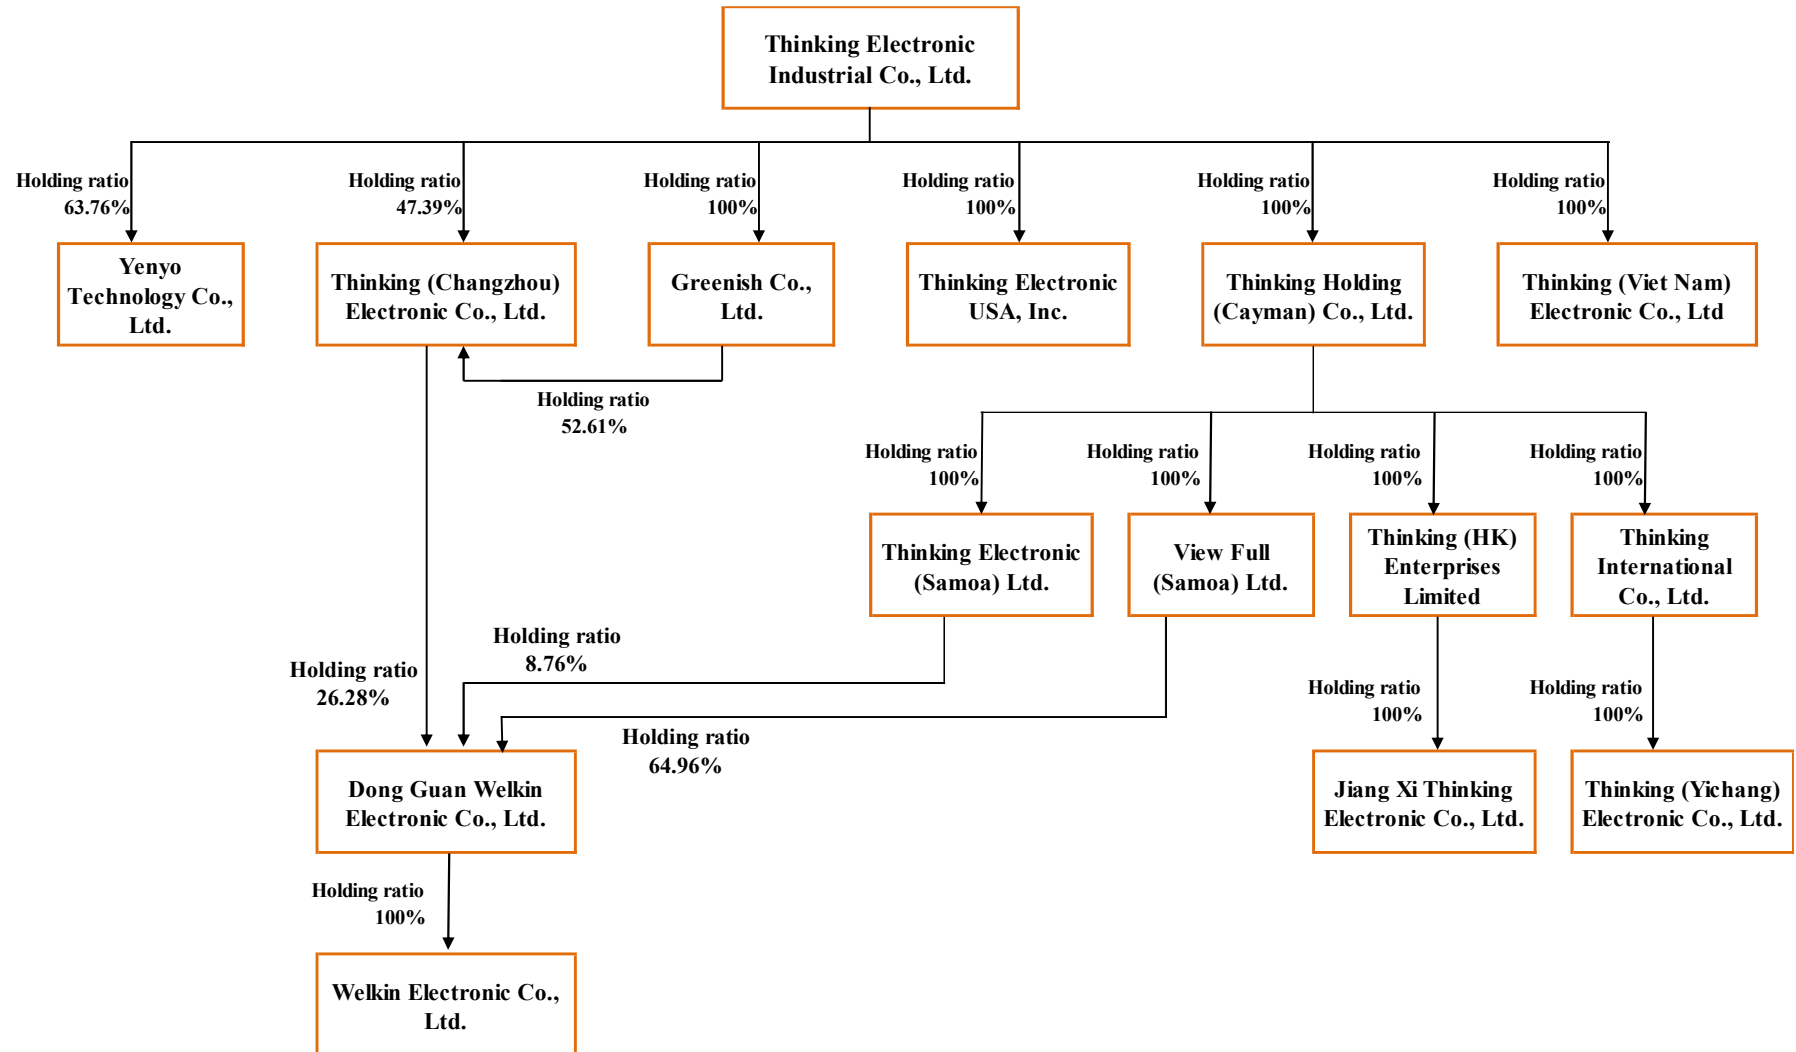 Thinking Electronic
Industrial Co., Ltd.
Holding ratio
63.76%
Holding ratio
47.39%
Holding ratio
100%
Holding ratio
100%
Holding ratio
100%
Holding ratio
100%
Yenyo
Technology Co.,
Ltd.
Thinking (Changzhou)
Electronic Co., Ltd.
Greenish Co.,
Ltd.
Thinking Electronic
USA, Inc.
Thinking Holding
(Cayman) Co., Ltd.
Thinking (Viet Nam)
Electronic Co., Ltd
Holding ratio
52.61%
Holding ratio
100%
Holding ratio
100%
Holding ratio
100%
Holding ratio
100%
Thinking Electronic
(Samoa) Ltd.
View Full
(Samoa) Ltd.
Thinking (HK)
Enterprises
Limited
Thinking
International
Co., Ltd.
Holding ratio
8.76%
Holding ratio
26.28%
Holding ratio
64.96%
Holding ratio
100%
Holding ratio
100%
Dong Guan Welkin
Electronic Co., Ltd.
Jiang Xi Thinking
Electronic Co., Ltd.
Thinking (Yichang)
Electronic Co., Ltd.
Holding ratio
100%
Welkin Electronic Co.,
Ltd.